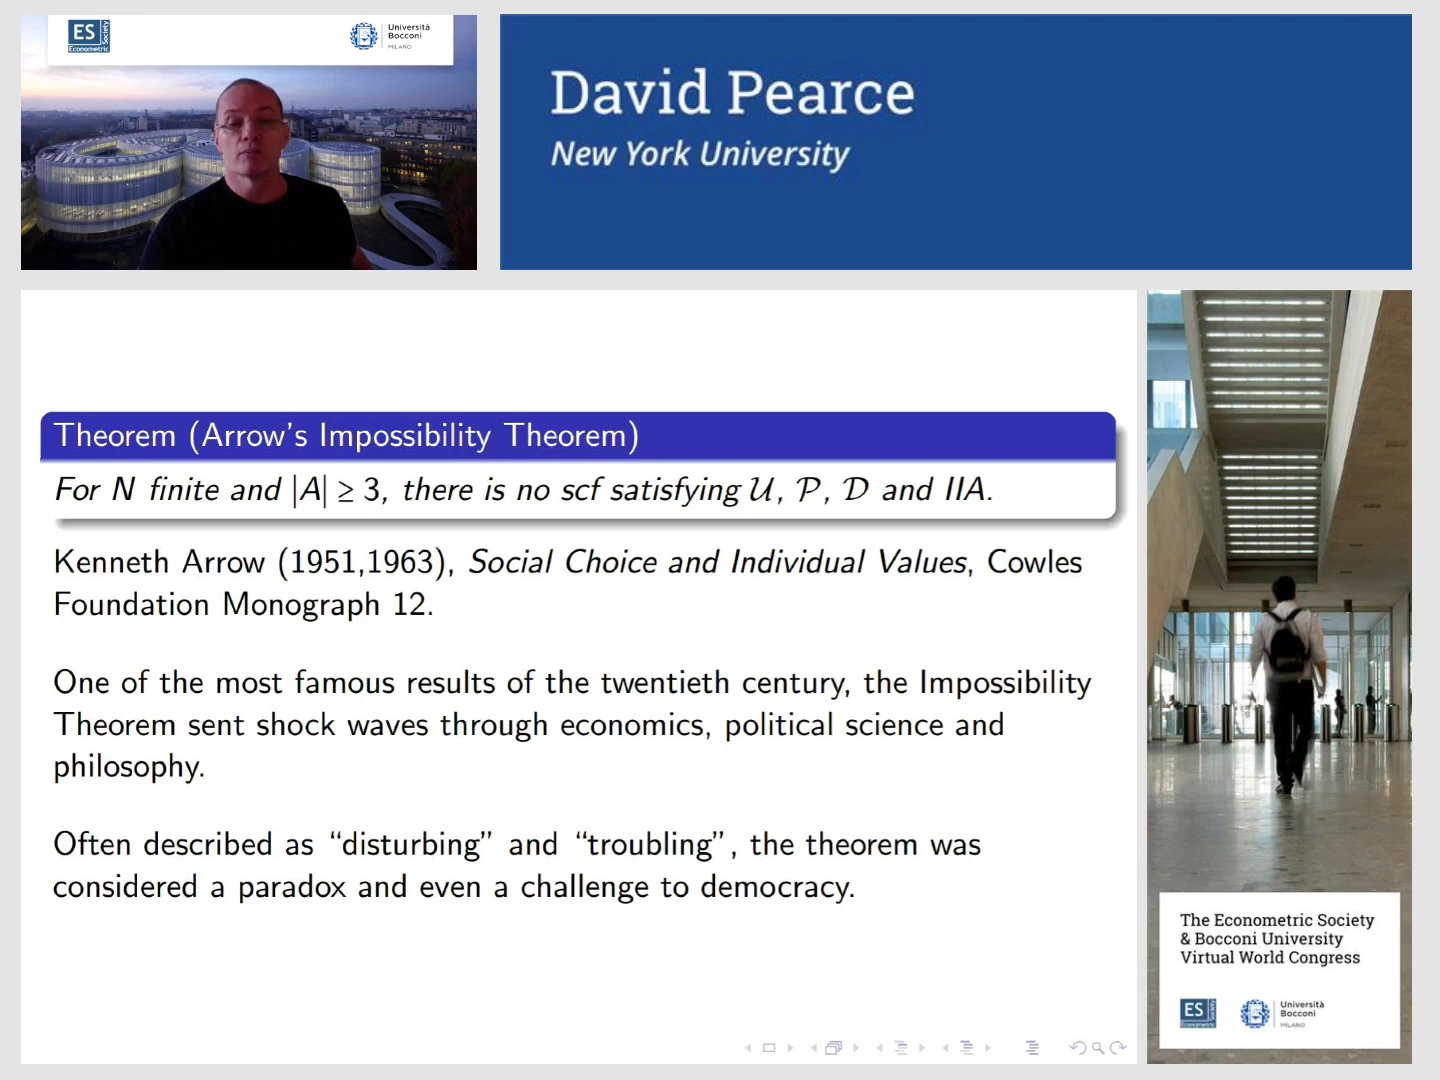 ES
Econometric
Society
Università
Bocconi
MILANO
David Pearce
New York University
Theorem (Arrow's Impossibility Theorem)
For N finite and |A| ≥ 3, there is no scf satisfying 𝒰, 𝒫, 𝒟 and IIA.
Kenneth Arrow (1951,1963), Social Choice and Individual Values, Cowles
Foundation Monograph 12.
One of the most famous results of the twentieth century, the Impossibility
Theorem sent shock waves through economics, political science and
philosophy.
Often described as “disturbing” and “troubling”, the theorem was
considered a paradox and even a challenge to democracy.
The Econometric Society
& Bocconi University
Virtual World Congress
ES
Econometric
Society
Università
Bocconi
MILANO